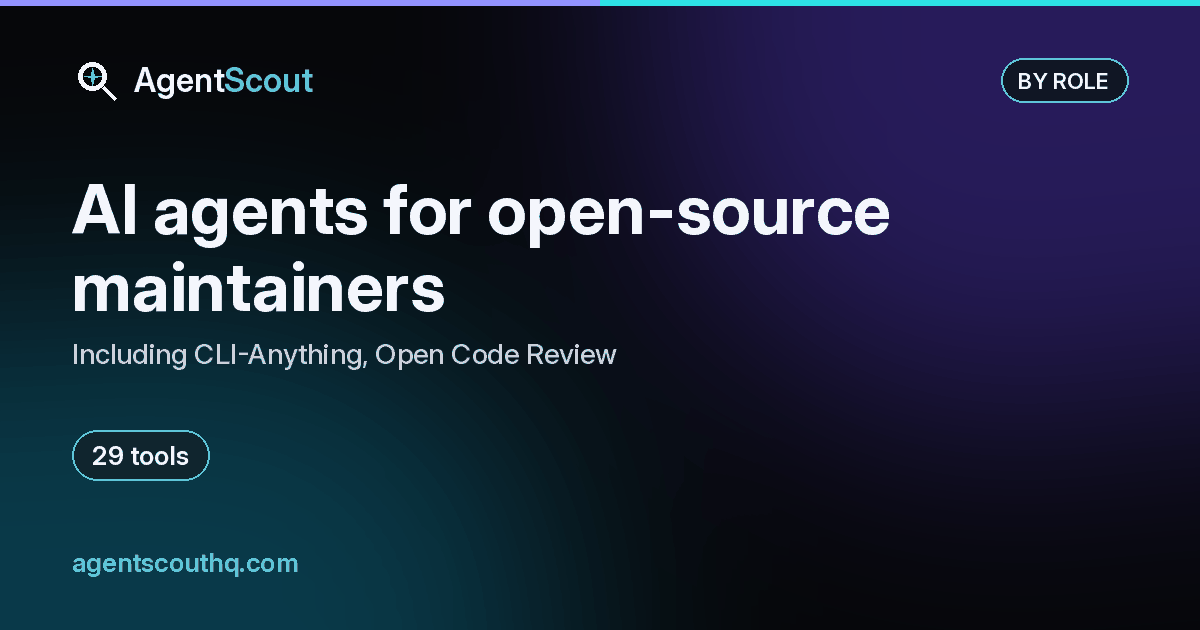 AgentScout
BY ROLE
AI agents for open-source
maintainers
Including CLI-Anything, Open Code Review
29 tools
agentscouthq.com